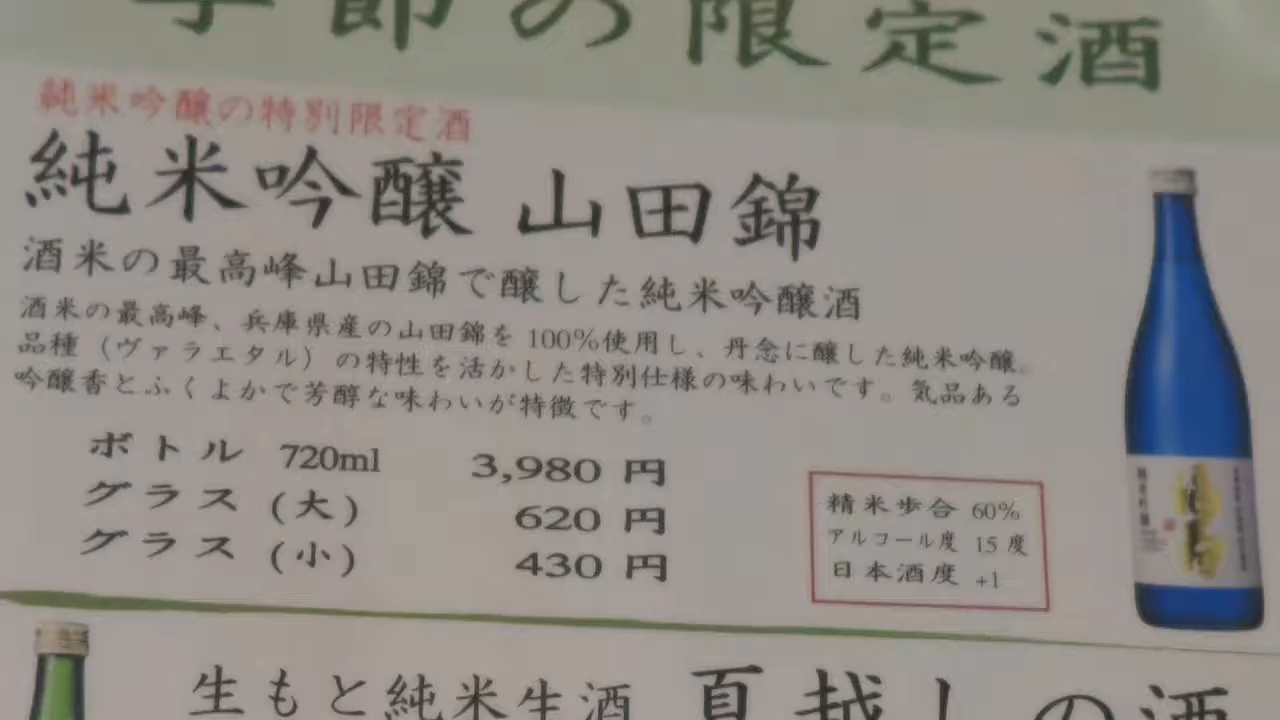 季節の限定酒
純米吟醸の特別限定酒
純米吟醸 山田錦
酒米の最高峰山田錦で醸した純米吟醸酒
酒米の最高峰、兵庫県産の山田錦を 100%使用し、丹念に醸した純米吟醸。
品種（ヴァラエタル）の特性を活かした特別仕様の味わいです。気品ある
吟醸香とふくよかで芳醇な味わいが特徴です。
ボトル 720ml 3,980 円
グラス (大) 620 円
グラス (小) 430 円
精米歩合 60%
アルコール度 15 度
日本酒度 +1
生もと純米生酒 夏越しの酒